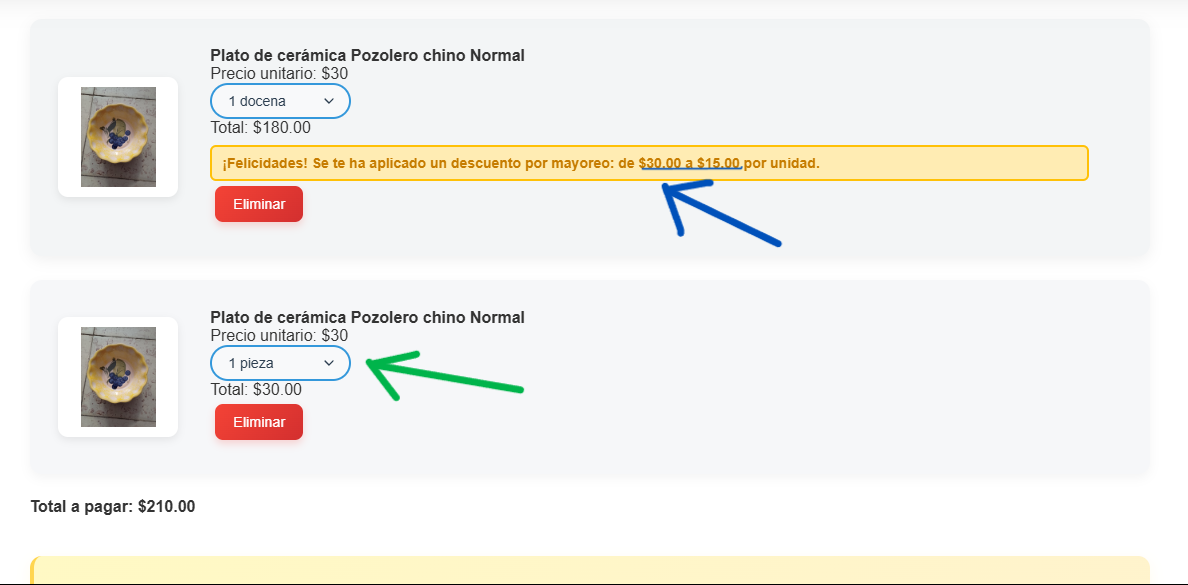 Plato de cerámica Pozolero chino Normal
Precio unitario: $30
1 docena
Total: $180.00
¡Felicidades! Se te ha aplicado un descuento por mayoreo: de $30.00 a $15.00 por unidad.
Eliminar
Plato de cerámica Pozolero chino Normal
Precio unitario: $30
1 pieza
Total: $30.00
Eliminar
Total a pagar: $210.00